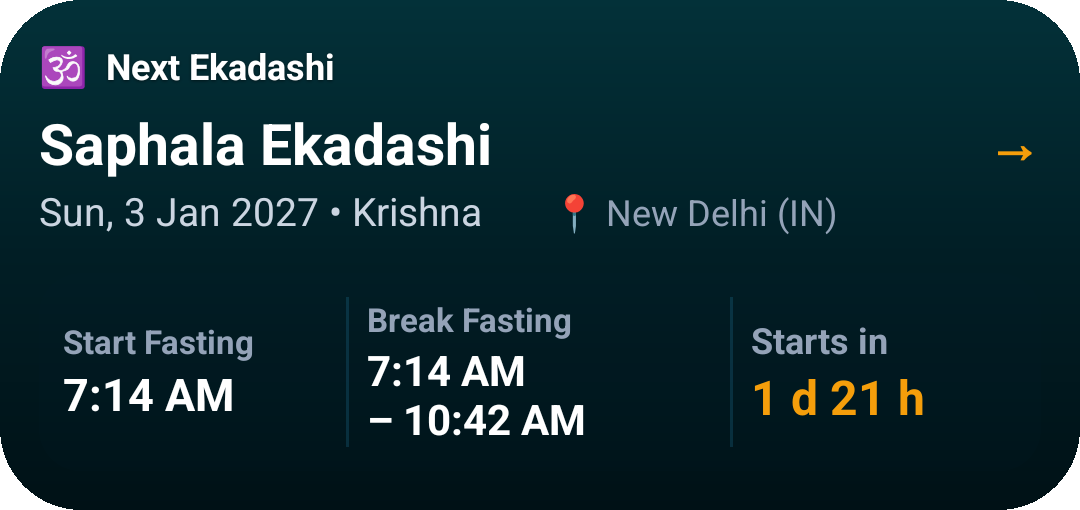 🕉 Next Ekadashi
Saphala Ekadashi
→
Sun, 3 Jan 2027 • Krishna
📍 New Delhi (IN)
Start Fasting
7:14 AM
Break Fasting
7:14 AM
– 10:42 AM
Starts in
1 d 21 h